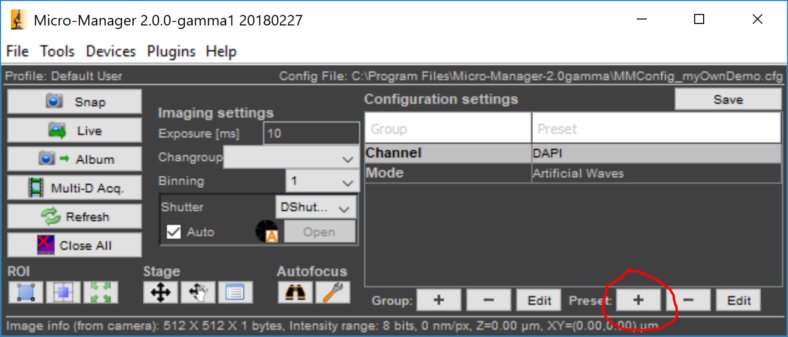 Micro-Manager 2.0.0-gamma1 20180227
File Tools Devices Plugins Help
Profile: Default User Config File: C:\Program Files\Micro-Manager-2.0gamma\MMConfig_myOwnDemo.cfg
Snap
Live
Album
Multi-D Acq.
Refresh
Close All
Imaging settings
Exposure [ms] 10
Changroup
Binning 1
Shutter DShut...
Auto A Open
Configuration settings Save
Group Preset
Channel DAPI
Mode Artificial Waves
ROI Stage Autofocus
Group: + − Edit Preset: + − Edit
Image info (from camera): 512 X 512 X 1 bytes, Intensity range: 8 bits, 0 nm/px, Z=0.00 µm, XY=(0.00,0.00) µm